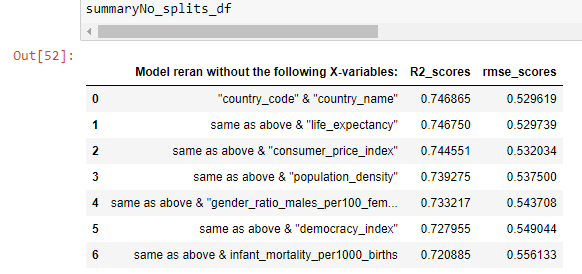 summaryNo_splits_df
Out[52]:
Model reran without the following X-variables: R2_scores rmse_scores
0 "country_code" & "country_name" 0.746865 0.529619
1 same as above & "life_expectancy" 0.746750 0.529739
2 same as above & "consumer_price_index" 0.744551 0.532034
3 same as above & "population_density" 0.739275 0.537500
4 same as above & "gender_ratio_males_per100_fem... 0.733217 0.543708
5 same as above & "democracy_index" 0.727955 0.549044
6 same as above & infant_mortality_per1000_births 0.720885 0.556133